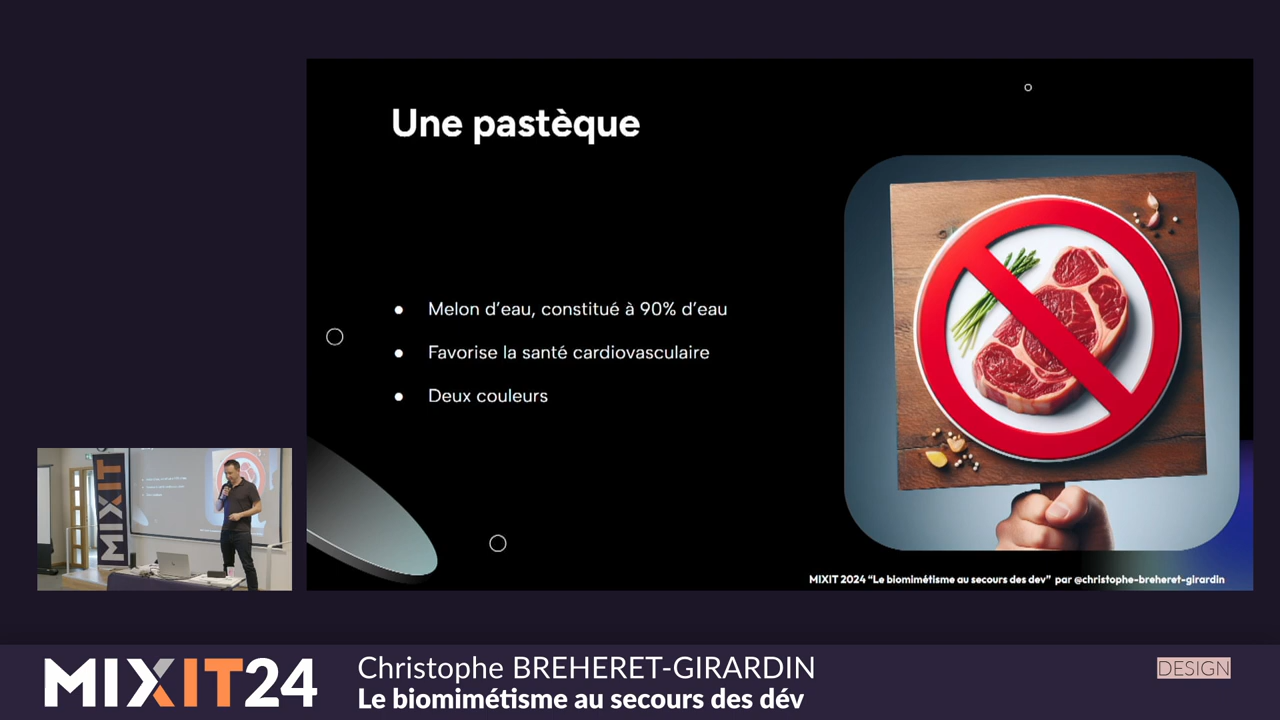 Une pastèque
Melon d'eau, constitué à 90% d'eau
Favorise la santé cardiovasculaire
Deux couleurs
MIXIT
MIXIT 2024 “Le biomimétisme au secours des dev” par @christophe-breheret-girardin
MIXIT24
Christophe BREHERET-GIRARDIN
Le biomimétisme au secours des dév
DESIGN